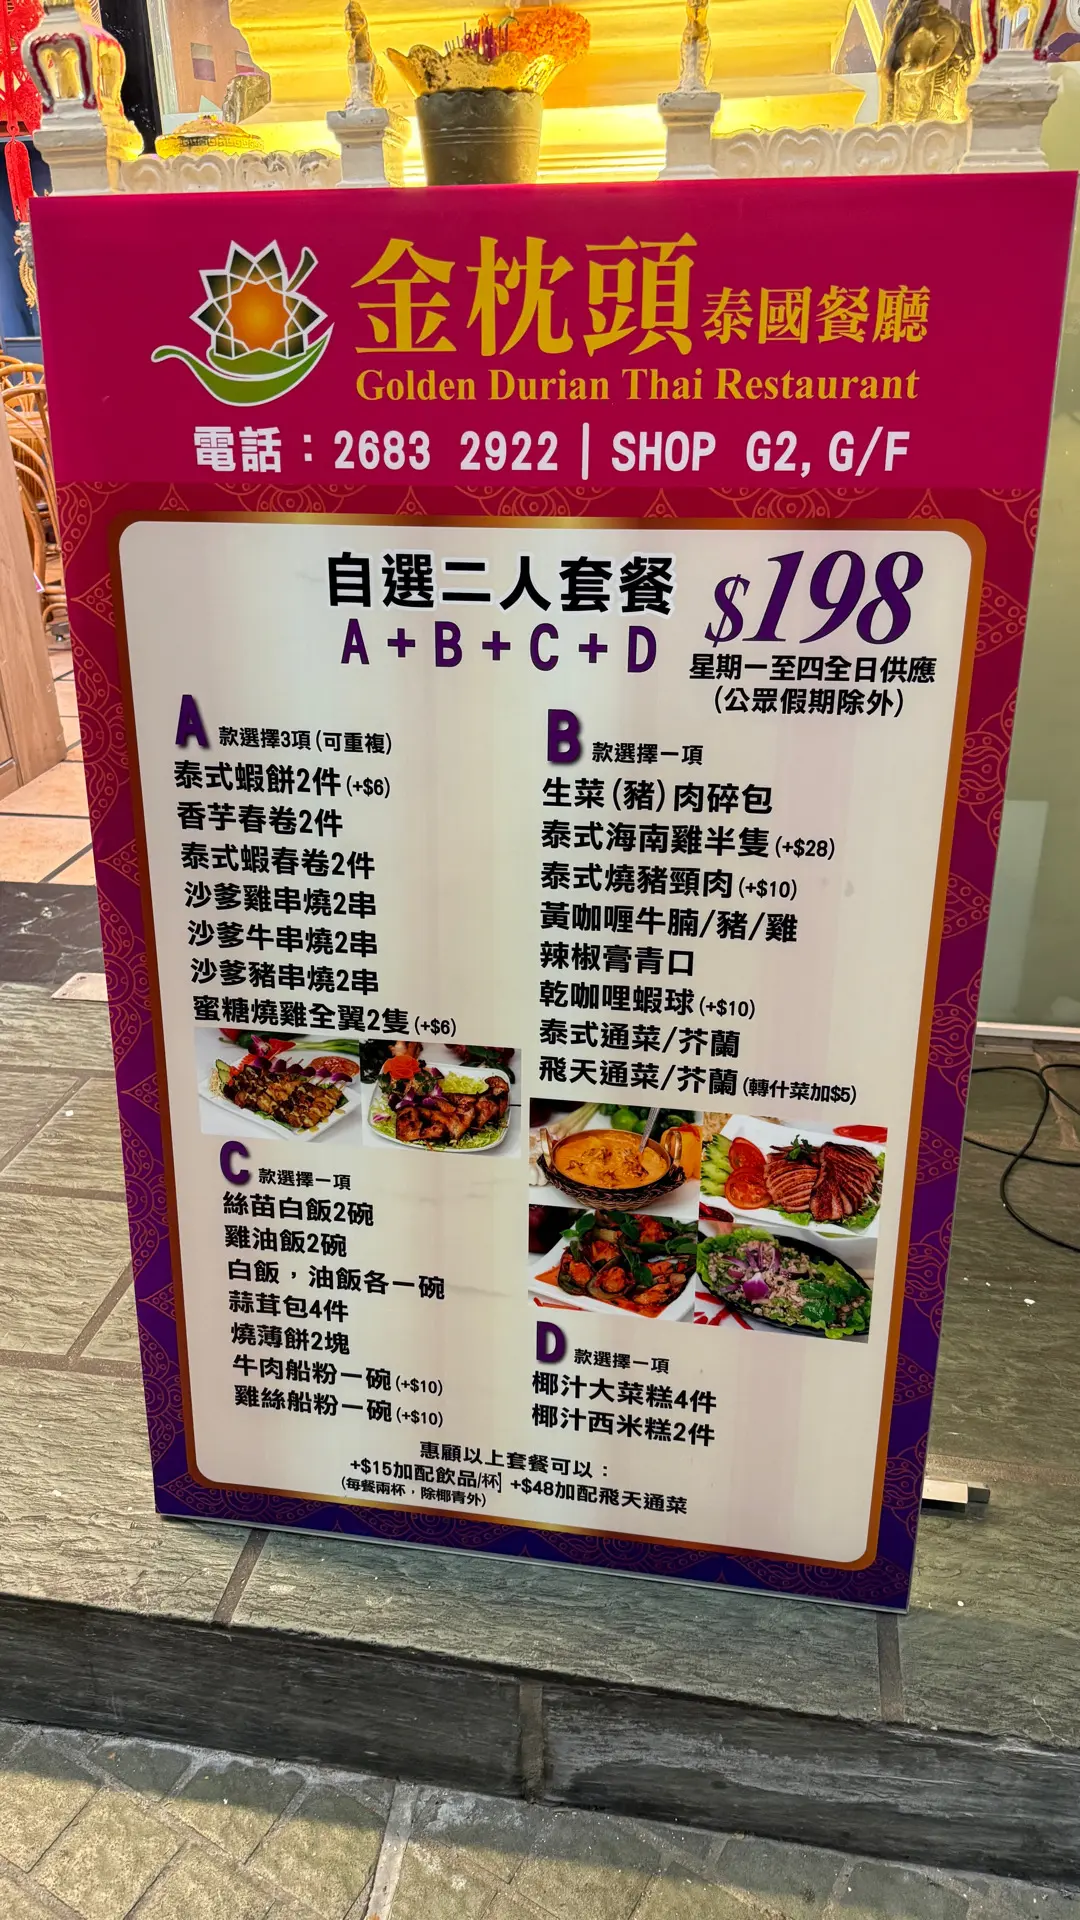 金枕頭泰國餐廳
Golden Durian Thai Restaurant
電話：2683 2922 | SHOP G2, G/F
自選二人套餐
A+B+C+D
$198
星期一至四全日供應
(公眾假期除外)
A 款選擇3項(可重複)
泰式蝦餅2件(+$6)
香芋春卷2件
泰式蝦春卷2件
沙爹雞串燒2串
沙爹牛串燒2串
沙爹豬串燒2串
蜜糖燒雞全翼2隻(+$6)
B 款選擇一項
生菜(豬)肉碎包
泰式海南雞半隻(+$28)
泰式燒豬頸肉(+$10)
黃咖喱牛腩/豬/雞
辣椒膏青口
乾咖哩蝦球(+$10)
泰式通菜/芥蘭
飛天通菜/芥蘭(轉什菜加$5)
C 款選擇一項
絲苗白飯2碗
雞油飯2碗
白飯，油飯各一碗
蒜茸包4件
燒薄餅2塊
牛肉船粉一碗(+$10)
雞絲船粉一碗(+$10)
D 款選擇一項
椰汁大菜糕4件
椰汁西米糕2件
惠顧以上套餐可以：
+$15加配飲品/杯 +$48加配飛天通菜
(每餐兩杯，除椰青外)